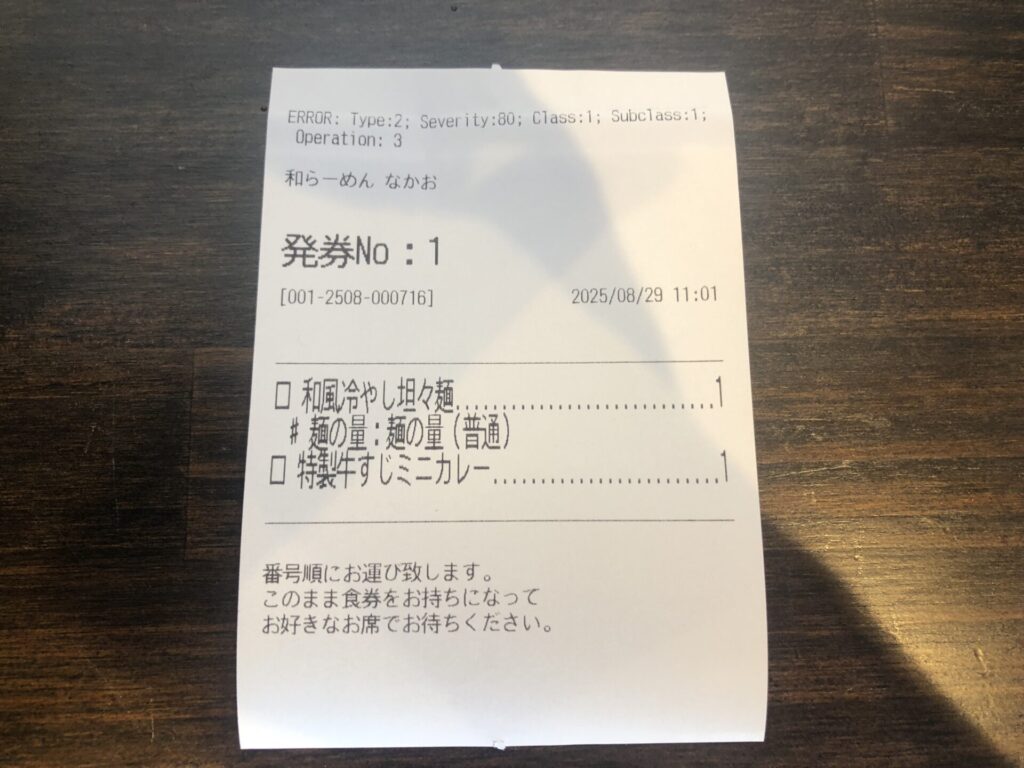 ERROR: Type:2; Severity:80; Class:1; Subclass:1;
Operation: 3
和らーめん なかお
発券No:1
[001-2508-000716] 2025/08/29 11:01
□ 和風冷やし坦々麺............................1
# 麺の量:麺の量(普通)
□ 特製牛すじミニカレー........................1
番号順にお運び致します。
このまま食券をお持ちになって
お好きなお席でお待ちください。